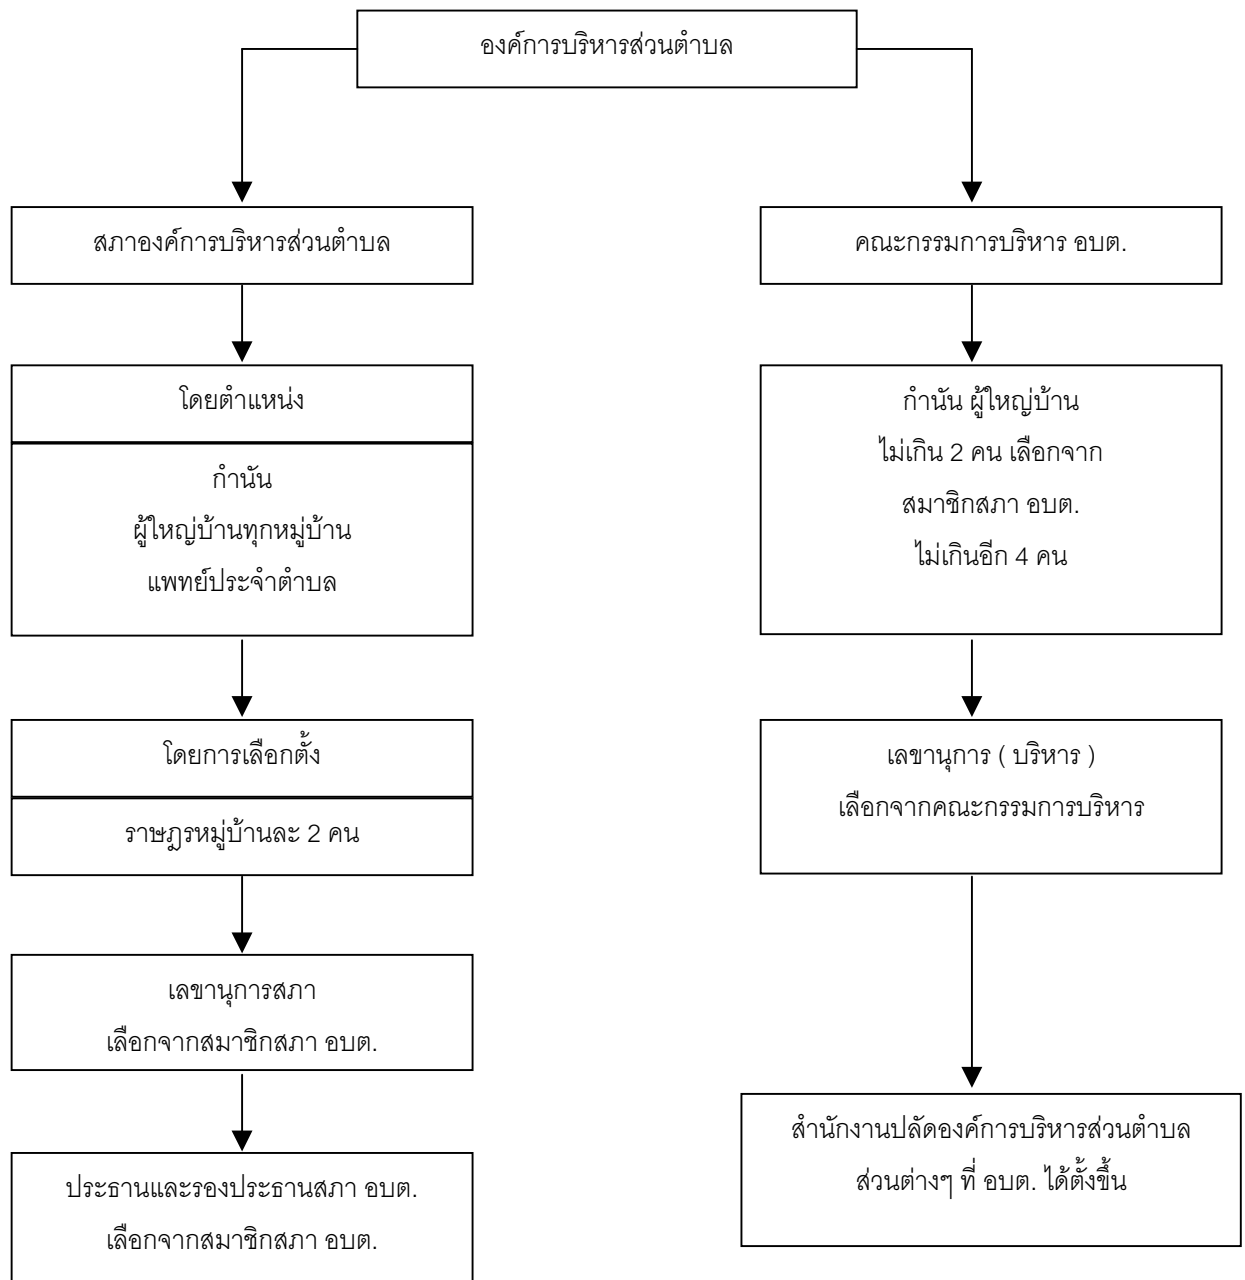 องค์การบริหารส่วนตำบล
สภาองค์การบริหารส่วนตำบล
โดยตำแหน่ง
กำนัน
ผู้ใหญ่บ้านทุกหมู่บ้าน
แพทย์ประจำตำบล
โดยการเลือกตั้ง
ราษฎรหมู่บ้านละ 2 คน
เลขานุการสภา
เลือกจากสมาชิกสภา อบต.
ประธานและรองประธานสภา อบต.
เลือกจากสมาชิกสภา อบต.
คณะกรรมการบริหาร อบต.
กำนัน ผู้ใหญ่บ้าน
ไม่เกิน 2 คน เลือกจาก
สมาชิกสภา อบต.
ไม่เกินอีก 4 คน
เลขานุการ ( บริหาร )
เลือกจากคณะกรรมการบริหาร
สำนักงานปลัดองค์การบริหารส่วนตำบล
ส่วนต่างๆ ที่ อบต. ได้ตั้งขึ้น